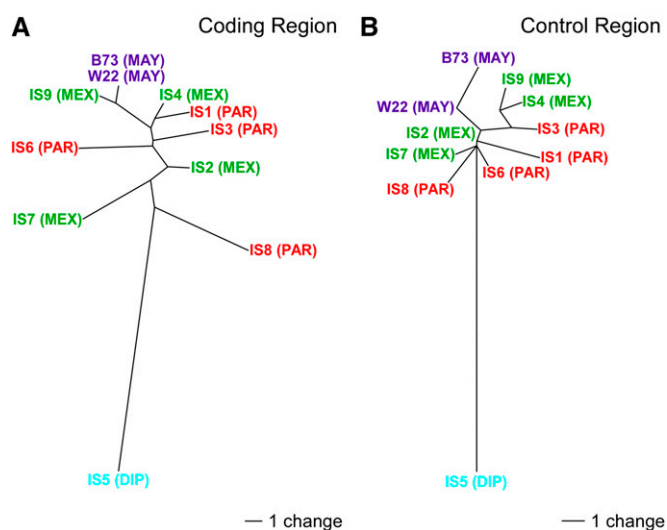 A
Coding Region
B73 (MAY)
W22 (MAY)
IS9 (MEX)
IS4 (MEX)
IS1 (PAR)
IS3 (PAR)
IS6 (PAR)
IS2 (MEX)
IS7 (MEX)
IS8 (PAR)
IS5 (DIP)
1 change
B
Control Region
B73 (MAY)
IS9 (MEX)
IS4 (MEX)
W22 (MAY)
IS2 (MEX)
IS3 (PAR)
IS7 (MEX)
IS1 (PAR)
IS6 (PAR)
IS8 (PAR)
IS5 (DIP)
1 change